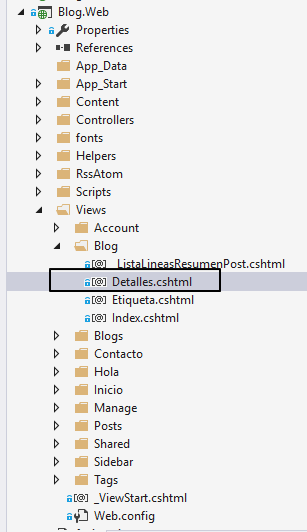 Blog.Web
Properties
References
App_Data
App_Start
Content
Controllers
fonts
Helpers
RssAtom
Scripts
Views
Account
Blog
_ListaLineasResumenPost.cshtml
Detalles.cshtml
Etiqueta.cshtml
Index.cshtml
Blogs
Contacto
Hola
Inicio
Manage
Posts
Shared
Sidebar
Tags
_ViewStart.cshtml
Web.config